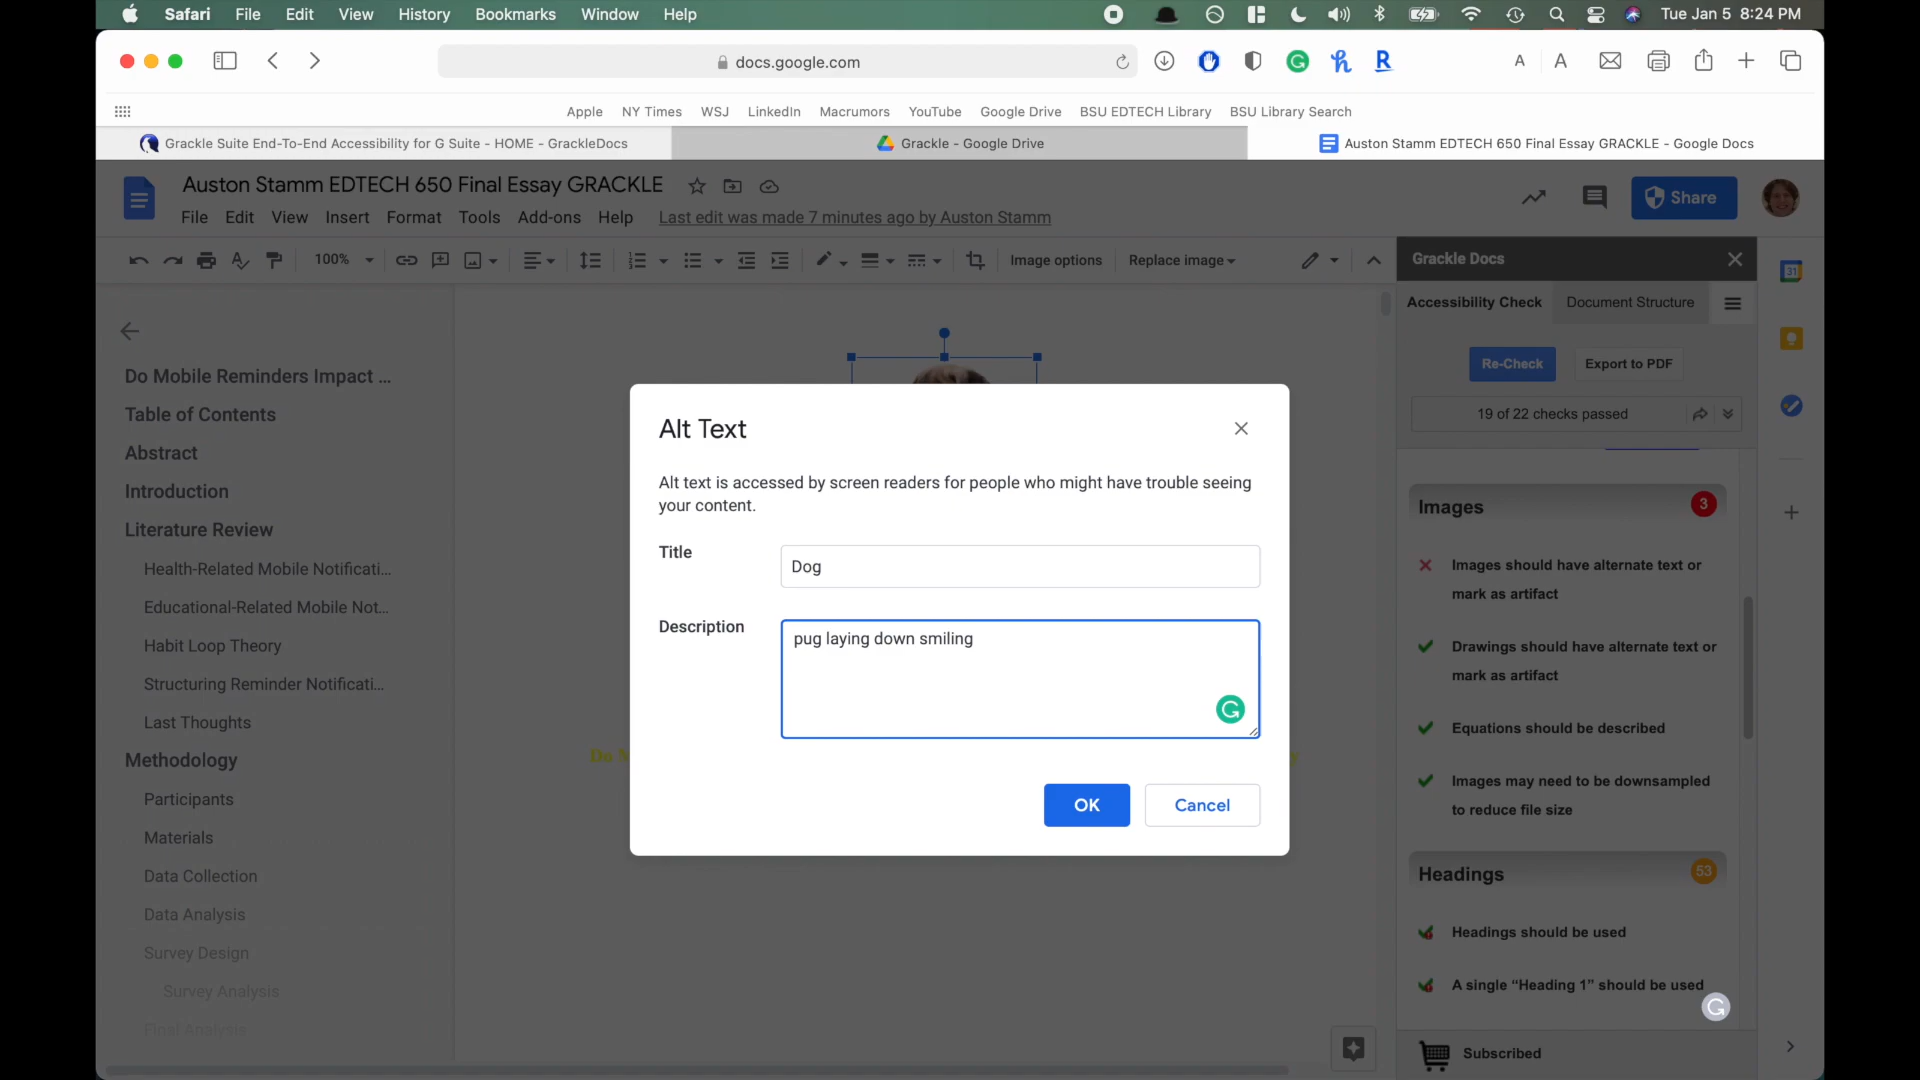 Safari File Edit View History Bookmarks Window Help Tue Jan 5 8:24 PM
docs.google.com
Apple NY Times WSJ LinkedIn Macrumors YouTube Google Drive BSU EDTECH Library BSU Library Search
Grackle Suite End-To-End Accessibility for G Suite - HOME - GrackleDocs
Grackle - Google Drive
Auston Stamm EDTECH 650 Final Essay GRACKLE - Google Docs
Auston Stamm EDTECH 650 Final Essay GRACKLE
File Edit View Insert Format Tools Add-ons Help Last edit was made 7 minutes ago by Auston Stamm
Share
100% Image options Replace image
Do Mobile Reminders Impact ...
Table of Contents
Abstract
Introduction
Literature Review
Health-Related Mobile Notificati...
Educational-Related Mobile Not...
Habit Loop Theory
Structuring Reminder Notificati...
Last Thoughts
Methodology
Participants
Materials
Data Collection
Data Analysis
Survey Design
Survey Analysis
Final Analysis
Alt Text
Alt text is accessed by screen readers for people who might have trouble seeing
your content.
Title
Dog
Description
pug laying down smiling
OK Cancel
Grackle Docs
Accessibility Check Document Structure
Re-Check Export to PDF
19 of 22 checks passed
Images 3
Images should have alternate text or
mark as artifact
Drawings should have alternate text or
mark as artifact
Equations should be described
Images may need to be downsampled
to reduce file size
Headings 53
Headings should be used
A single “Heading 1” should be used
Subscribed
31